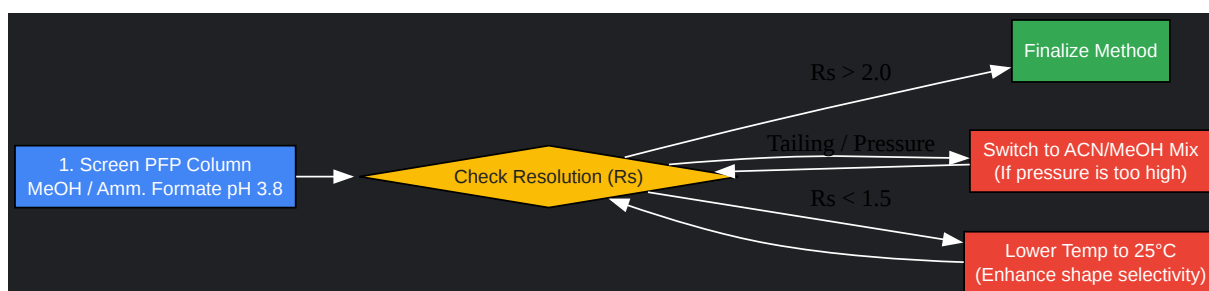 Finalize Method
Rs > 2.0
Tailing / Pressure
1. Screen PFP Column
MeOH / Amm. Formate pH 3.8
Check Resolution (Rs)
Switch to ACN/MeOH Mix
(If pressure is too high)
Rs < 1.5
Lower Temp to 25°C
(Enhance shape selectivity)